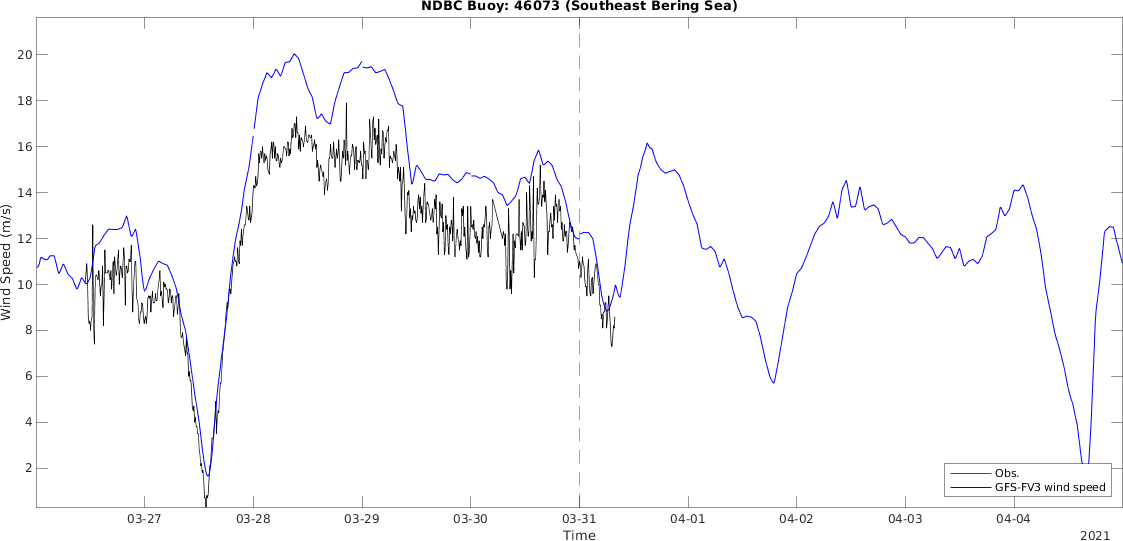 NDBC Buoy: 46073 (Southeast Bering Sea)
Wind Speed (m/s)
20
18
16
14
12
10
8
6
4
2
Obs.
GFS-FV3 wind speed
03-27 03-28 03-29 03-30 03-31 04-01 04-02 04-03 04-04
Time
2021